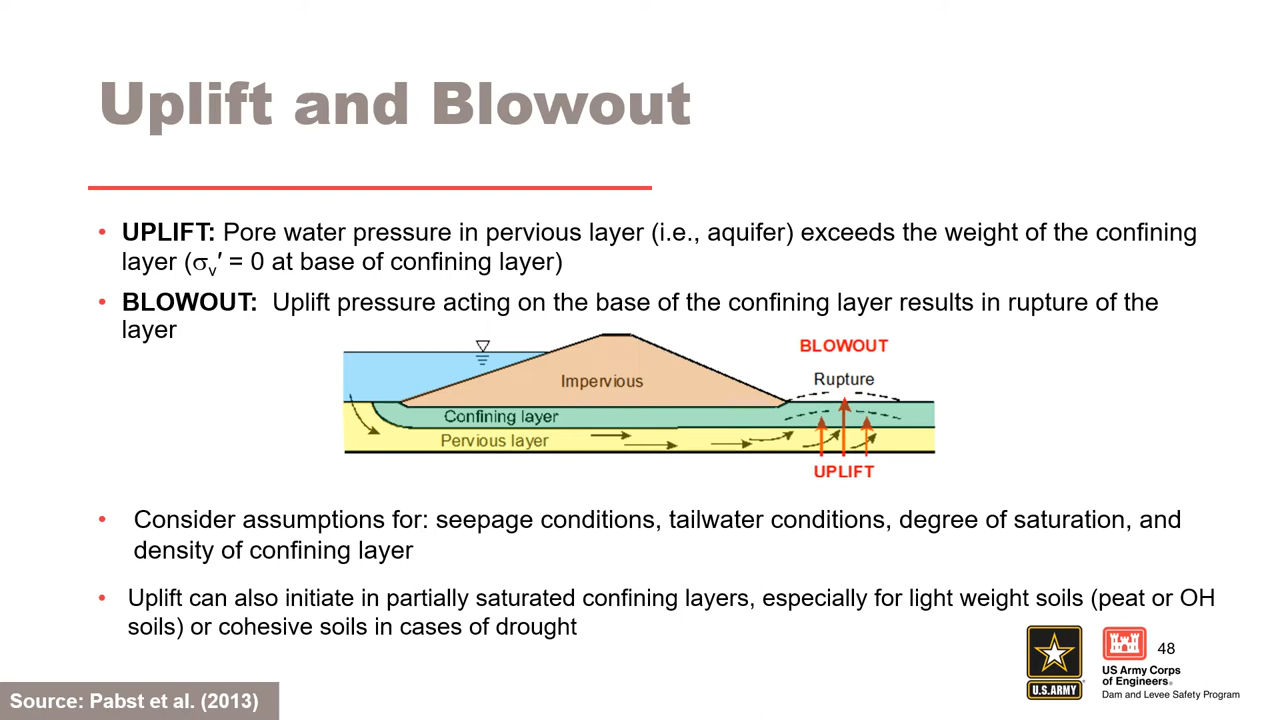 Uplift and Blowout
• UPLIFT: Pore water pressure in pervious layer (i.e., aquifer) exceeds the weight of the confining
layer (σv′ = 0 at base of confining layer)
• BLOWOUT: Uplift pressure acting on the base of the confining layer results in rupture of the
layer
BLOWOUT
Rupture
Impervious
Confining layer
Pervious layer
UPLIFT
• Consider assumptions for: seepage conditions, tailwater conditions, degree of saturation, and
density of confining layer
• Uplift can also initiate in partially saturated confining layers, especially for light weight soils (peat or OH
soils) or cohesive soils in cases of drought
48
U.S.ARMY
US Army Corps
of Engineers®
Dam and Levee Safety Program
Source: Pabst et al. (2013)